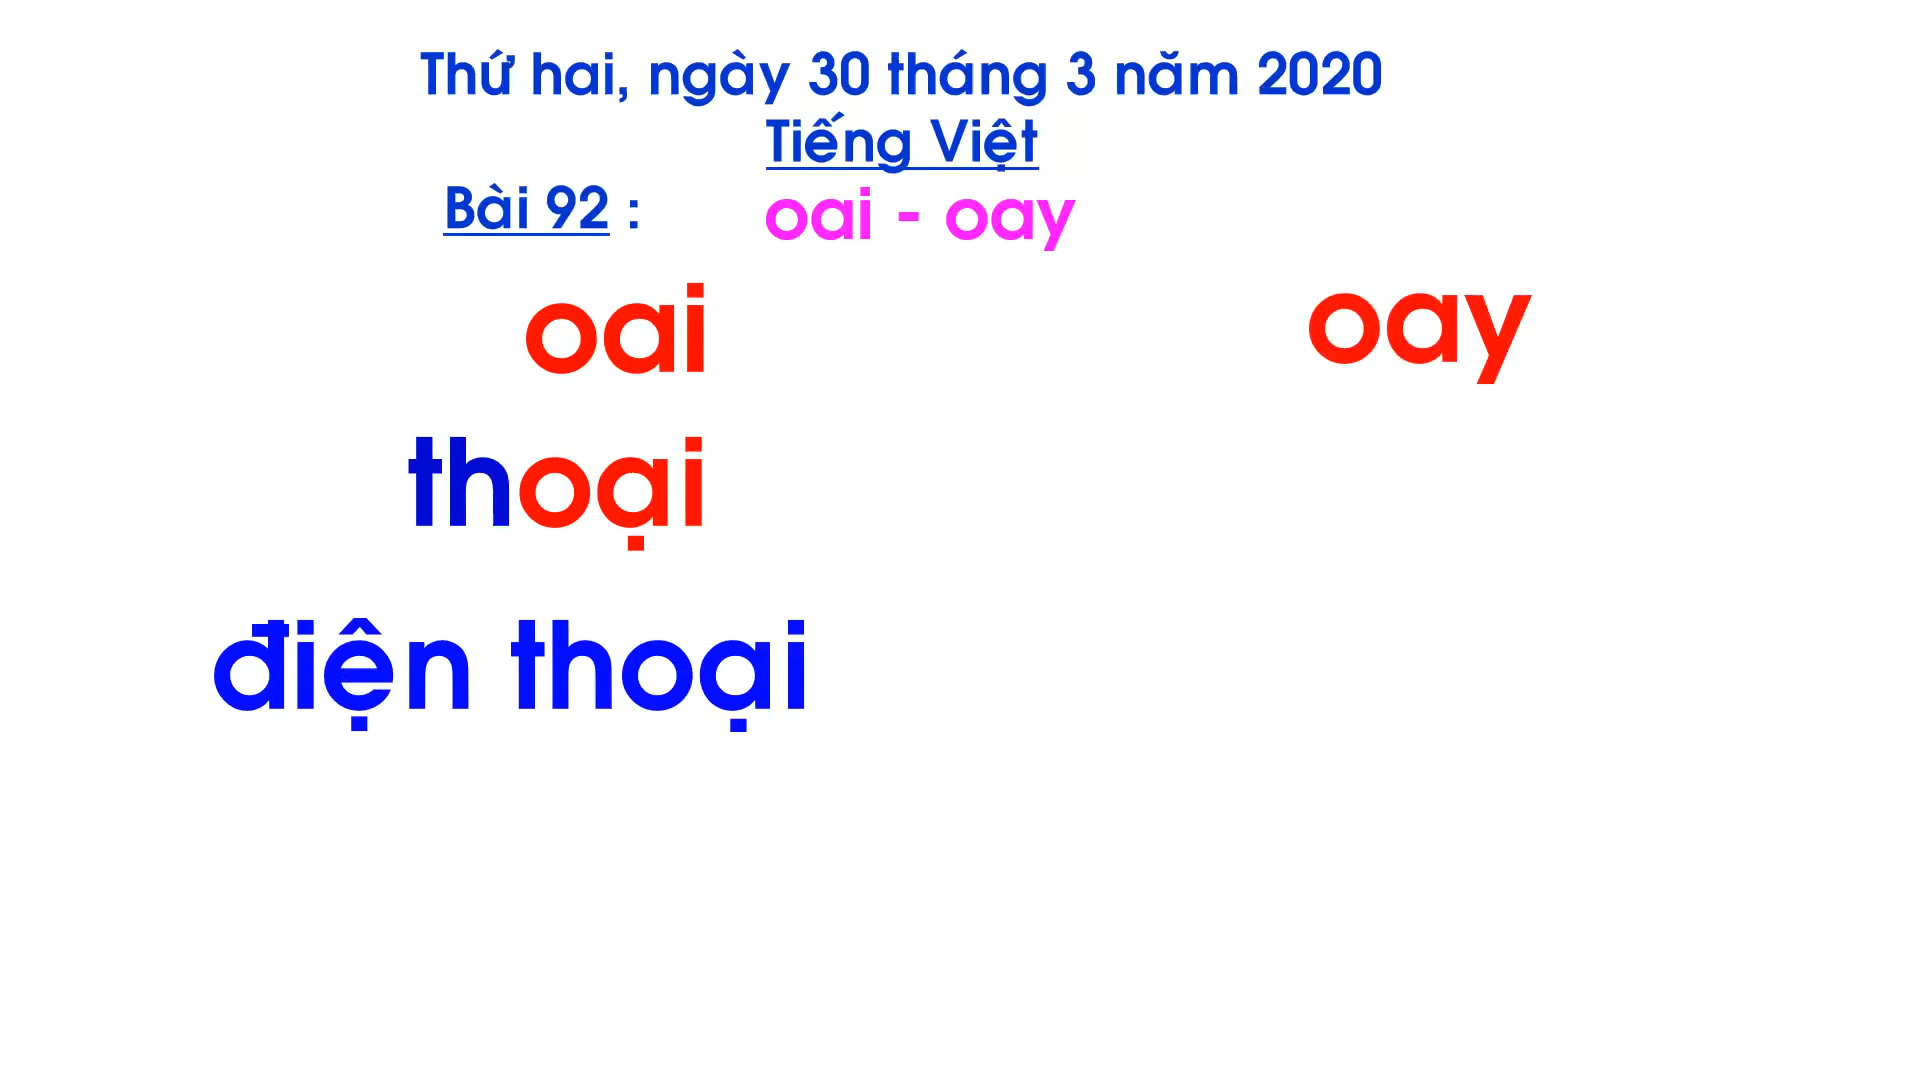 Thứ hai, ngày 30 tháng 3 năm 2020
Tiếng Việt
Bài 92 : oai - oay
oai oay
thoại
điện thoại